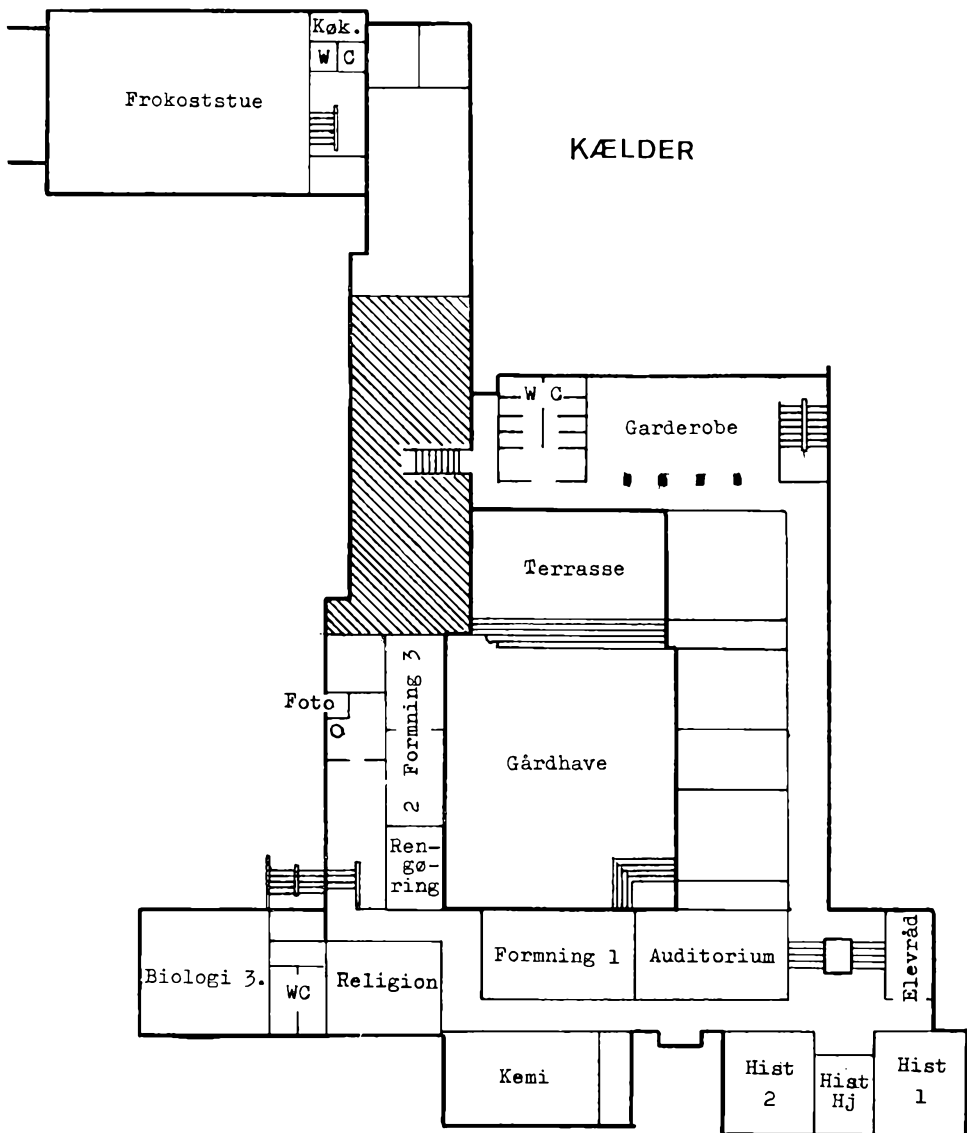 Køk.
W C
Frokoststue
KÆLDER
W C
Garderobe
Terrasse
Formning 3
2
Foto
Gårdhave
Ren-
gø-
ring
Formning 1
Auditorium
Elevråd
Biologi 3.
WC
Religion
Kemi
Hist
2
Hist
Hj
Hist
1